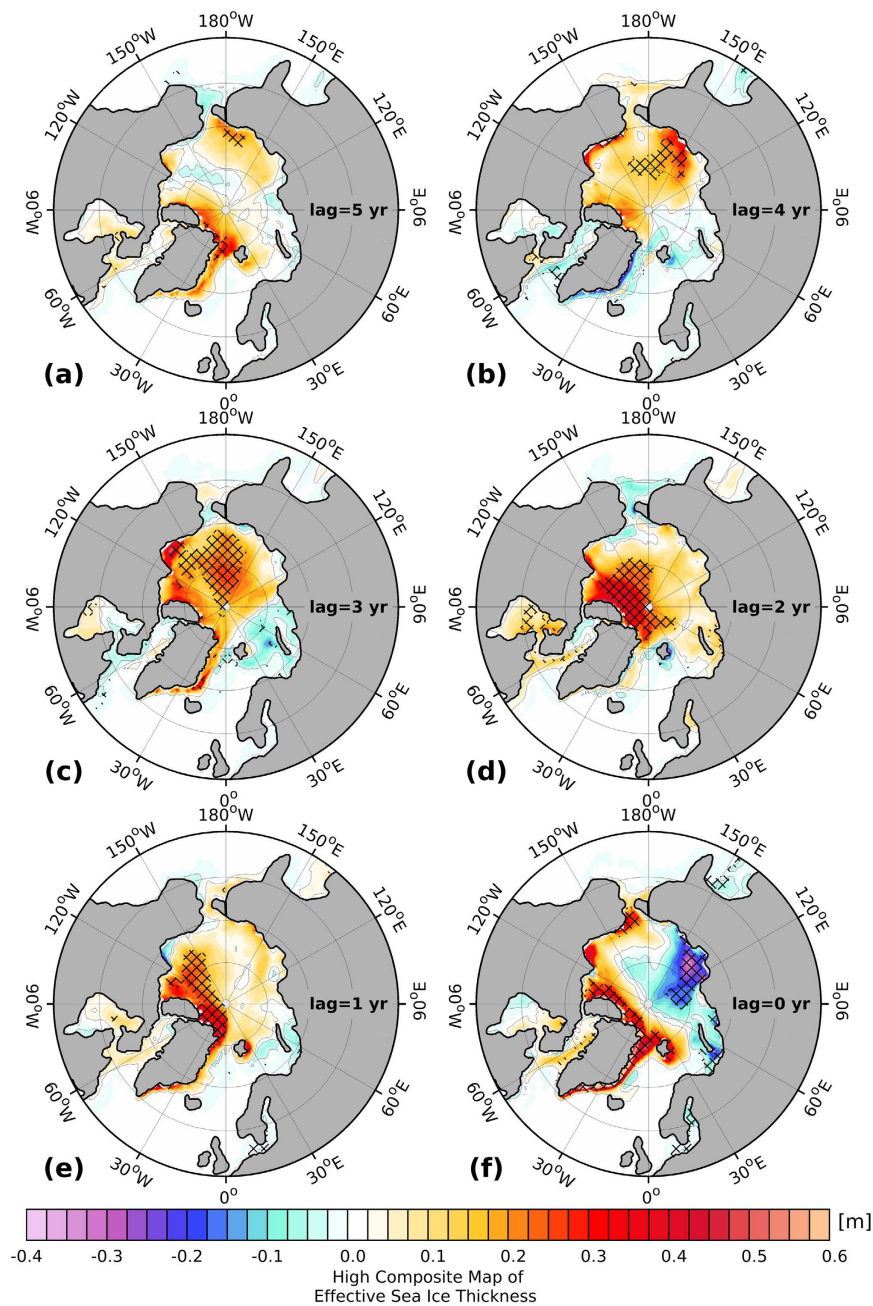 180°W
180°W
150°W
150°E
150°W
150°E
120°W
120°E
120°W
120°E
90°W
lag=5 yr
90°E
90°W
lag=4 yr
90°E
60°W
60°E
60°W
60°E
(a)
30°W
30°E
(b)
30°W
30°E
0°
0°
180°W
180°W
150°W
150°E
150°W
150°E
120°W
120°E
120°W
120°E
90°W
lag=3 yr
90°E
90°W
lag=2 yr
90°E
60°W
60°E
60°W
60°E
(c)
30°W
30°E
(d)
30°W
30°E
0°
0°
180°W
180°W
150°W
150°E
150°W
150°E
120°W
120°E
120°W
120°E
90°W
lag=1 yr
90°E
90°W
lag=0 yr
90°E
60°W
60°E
60°W
60°E
(e)
30°W
30°E
(f)
30°W
30°E
0°
0°
[m]
-0.4 -0.3 -0.2 -0.1 0.0 0.1 0.2 0.3 0.4 0.5 0.6
High Composite Map of
Effective Sea Ice Thickness